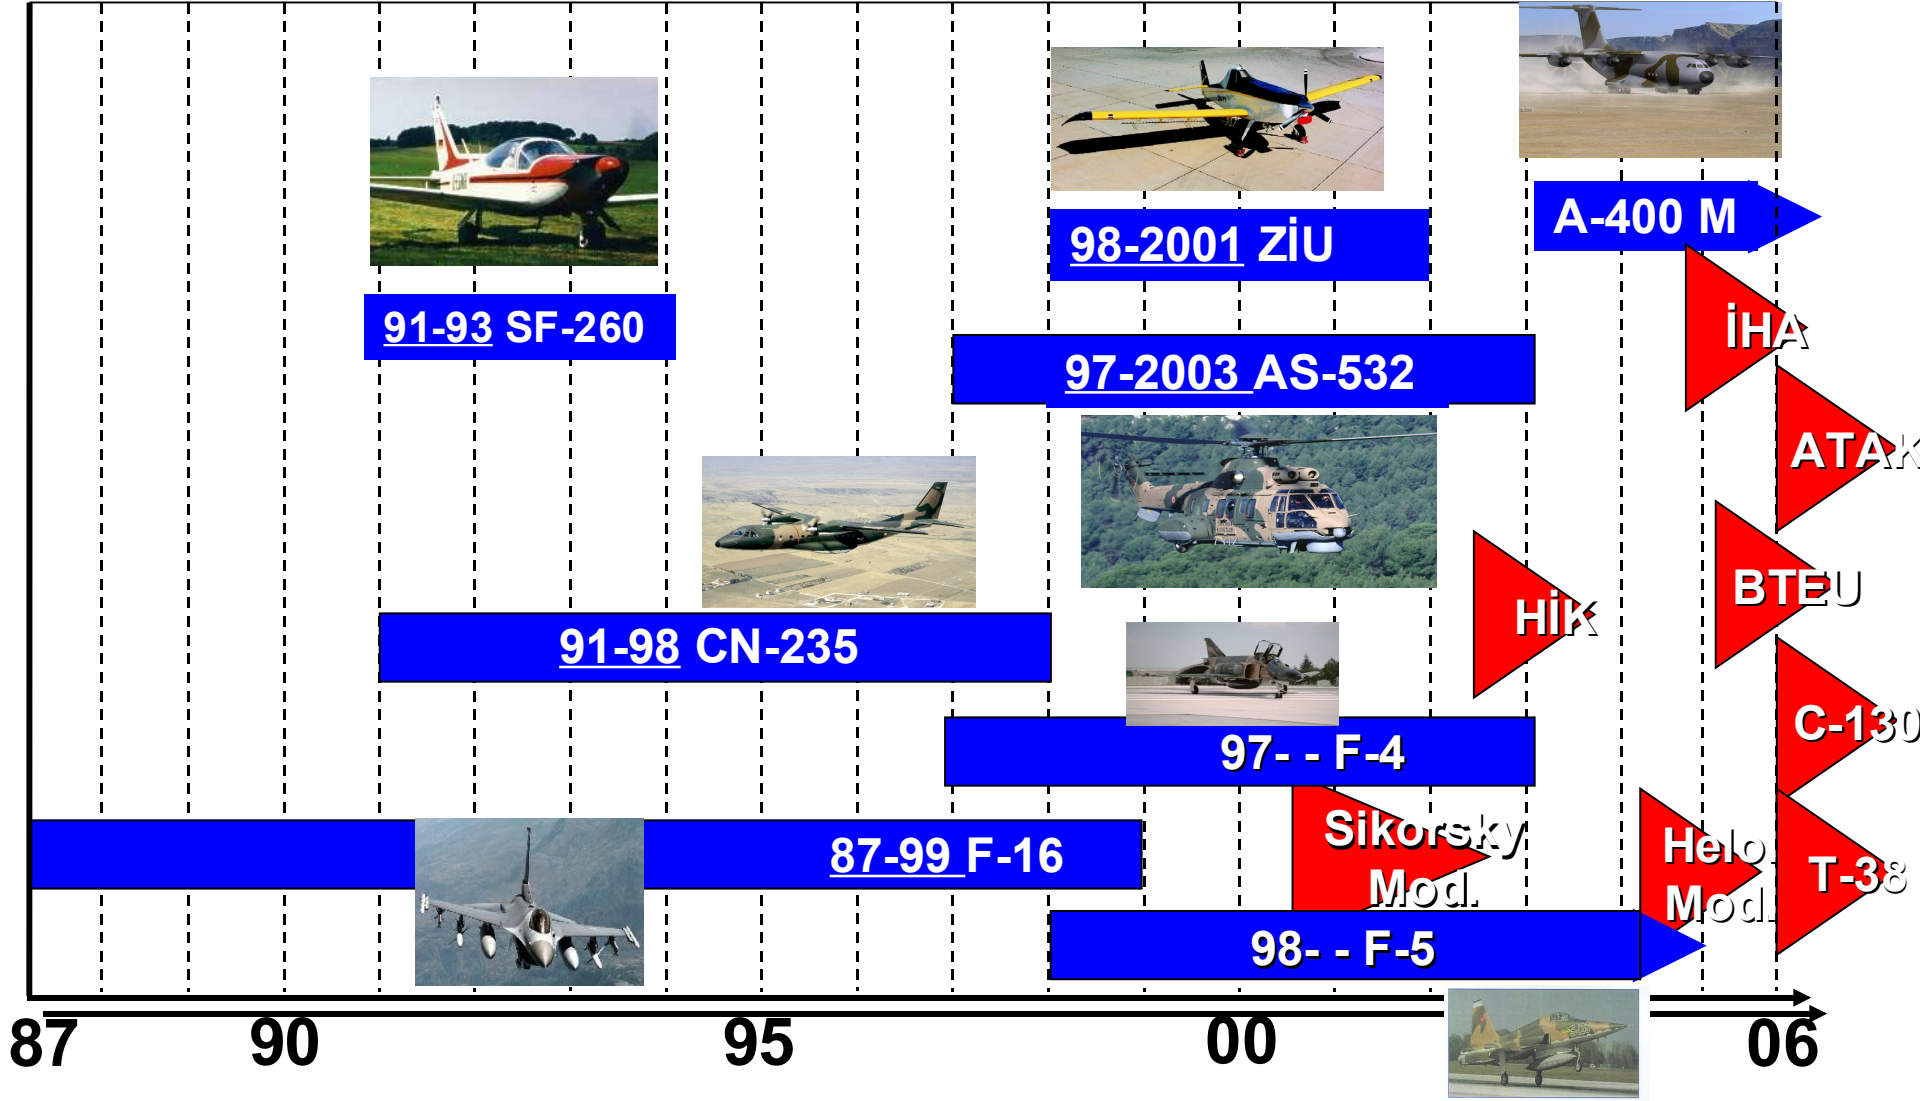 A-400 M
98-2001 ZİU
91-93 SF-260
İHA
97-2003 AS-532
ATAK
BTEU
HİK
91-98 CN-235
C-130
97- - F-4
Sikorsky
Mod.
87-99 F-16
Helo.
Mod.
T-38
98- - F-5
87
90
95
00
06